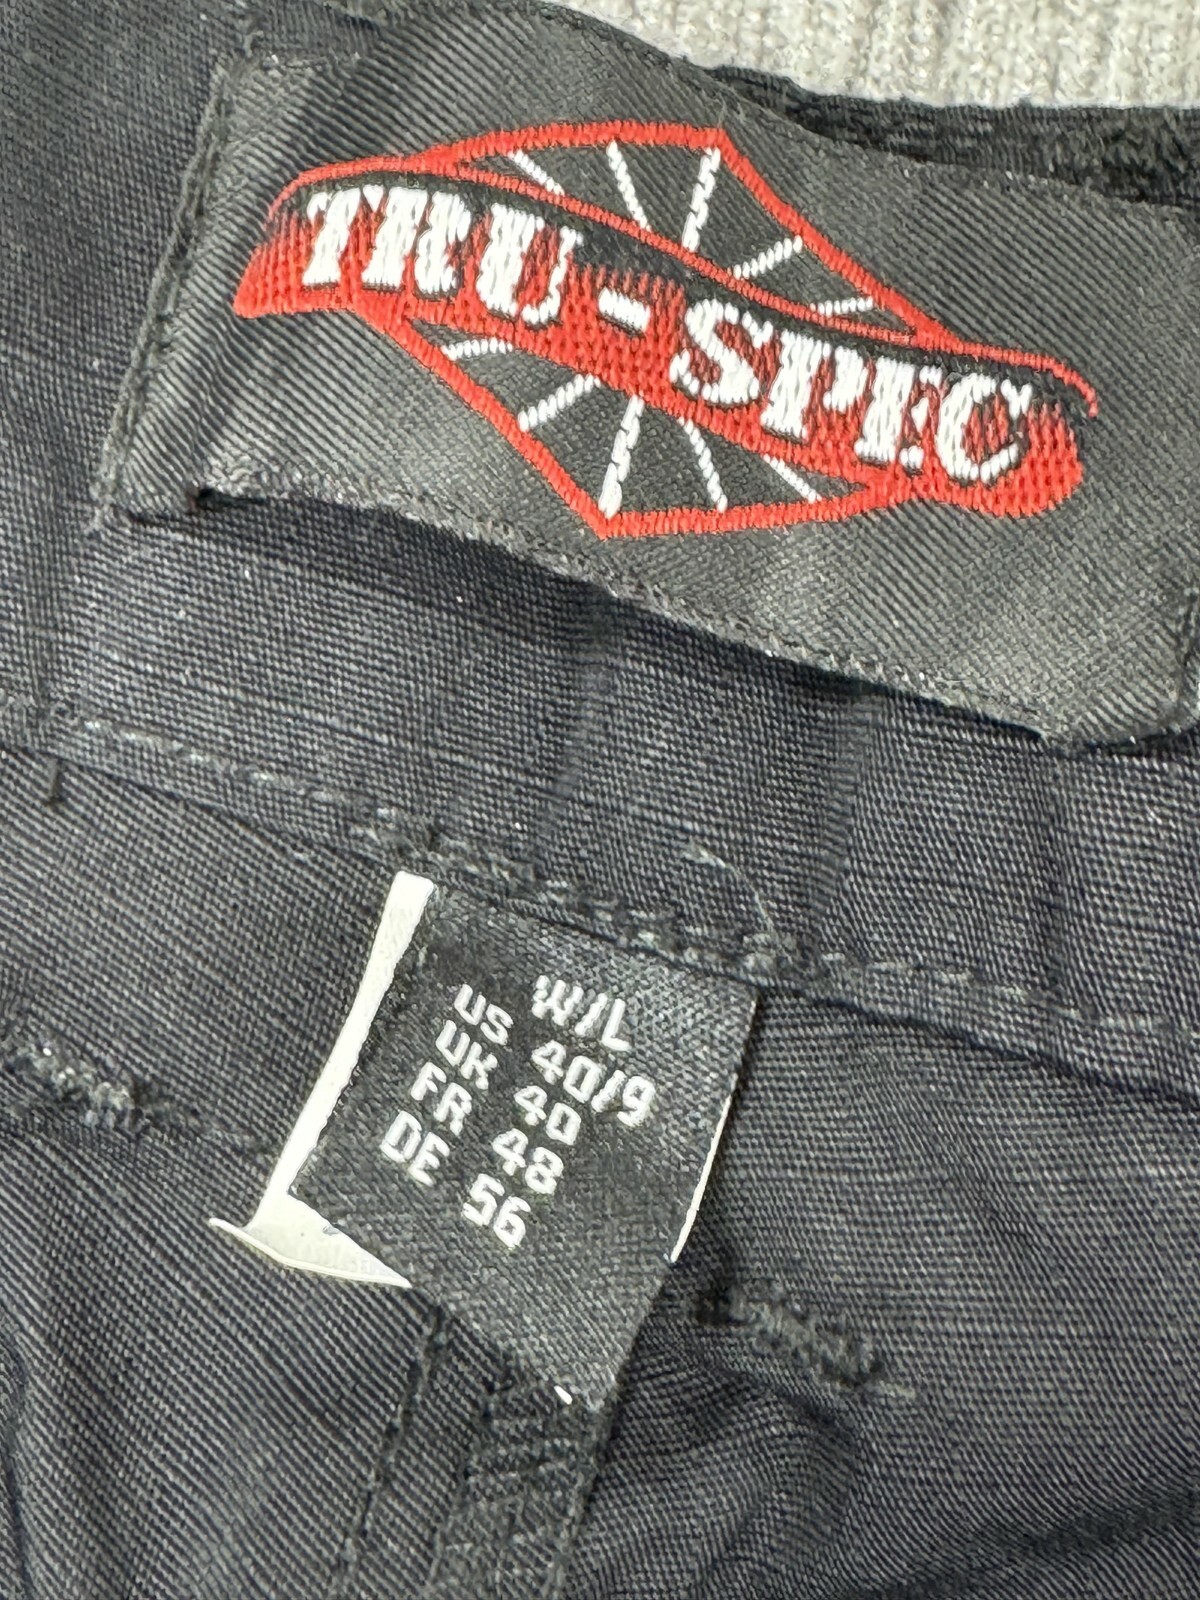 TRU-SPEC
W/L
US 40/9
UK 40
FR 48
DE 56